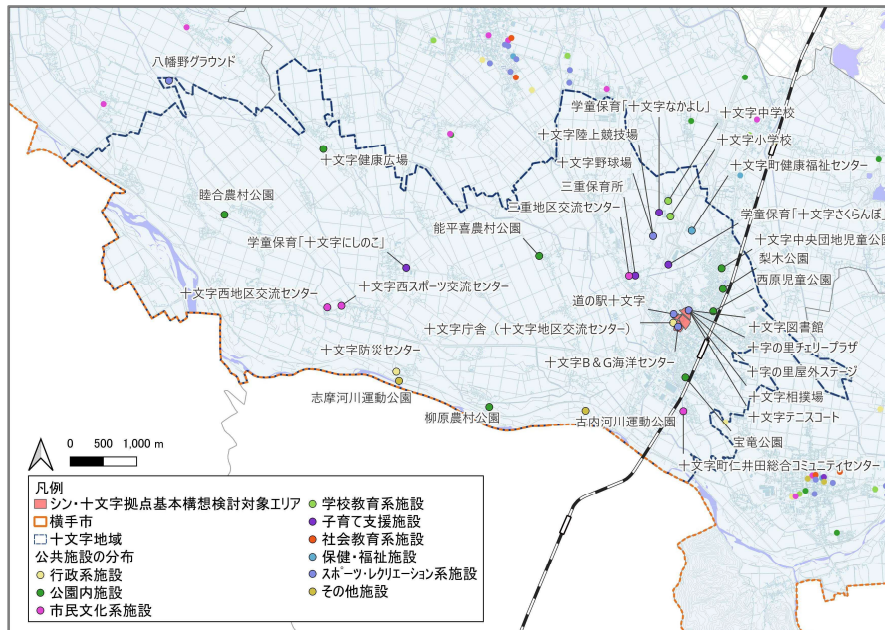 八幡野グラウンド
学童保育「十文字なかよし」
十文字中学校
十文字陸上競技場
十文字小学校
十文字健康広場
十文字野球場
十文字町健康福祉センター
三重保育所
睦合農村公園
三重地区交流センター
学童保育「十文字さくらんぼ」
能平喜農村公園
学童保育「十文字にしのこ」
十文字中央団地児童公園
梨木公園
西原児童公園
十文字西地区交流センター
十文字西スポーツ交流センター
道の駅十文字
十文字庁舎（十文字地区交流センター）
十文字図書館
十字の里チェリープラザ
十文字防災センター
十文字Ｂ＆Ｇ海洋センター
十字の里屋外ステージ
志摩河川運動公園
十文字相撲場
柳原農村公園
古内河川運動公園
十文字テニスコート
宝竜公園
十文字町仁井田総合コミュニティセンター
0 500 1,000 m
凡例
シン・十文字拠点基本構想検討対象エリア
横手市
十文字地域
公共施設の分布
行政系施設
公園内施設
市民文化系施設
学校教育系施設
子育て支援施設
社会教育系施設
保健・福祉施設
スポーツ・レクリエーション系施設
その他施設